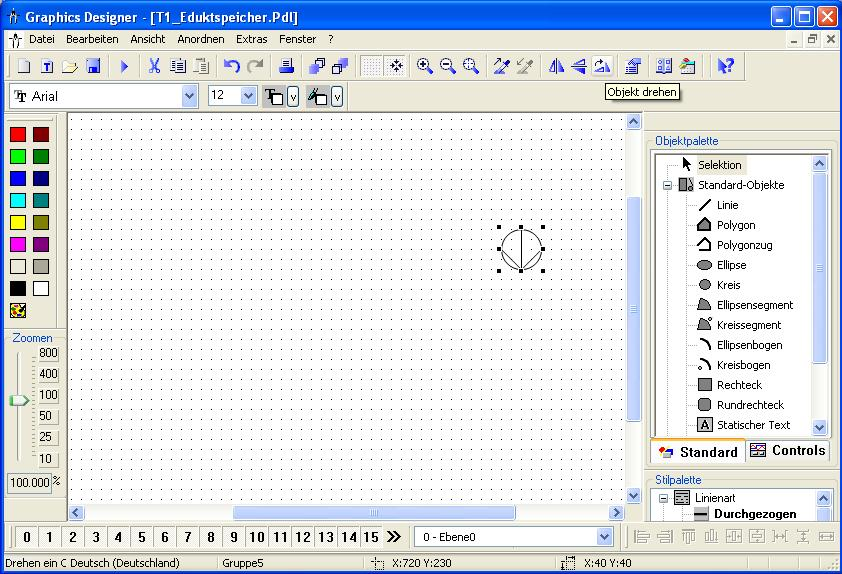 Graphics Designer - [T1_Eduktspeicher.Pdl]
Datei Bearbeiten Ansicht Anordnen Extras Fenster ?
Arial 12
Objekt drehen
Objektpalette
Selektion
Standard-Objekte
Linie
Polygon
Polygonzug
Ellipse
Kreis
Ellipsensegment
Kreissegment
Ellipsenbogen
Kreisbogen
Rechteck
Rundrechteck
A Statischer Text
Standard Controls
Zoomen
800
400
100
50
25
10
100.000 %
Stilpalette
Linienart
Durchgezogen
0 1 2 3 4 5 6 7 8 9 10 11 12 13 14 15 0 - Ebene0
Drehen ein C Deutsch (Deutschland) Gruppe5 X:720 Y:230 X:40 Y:40